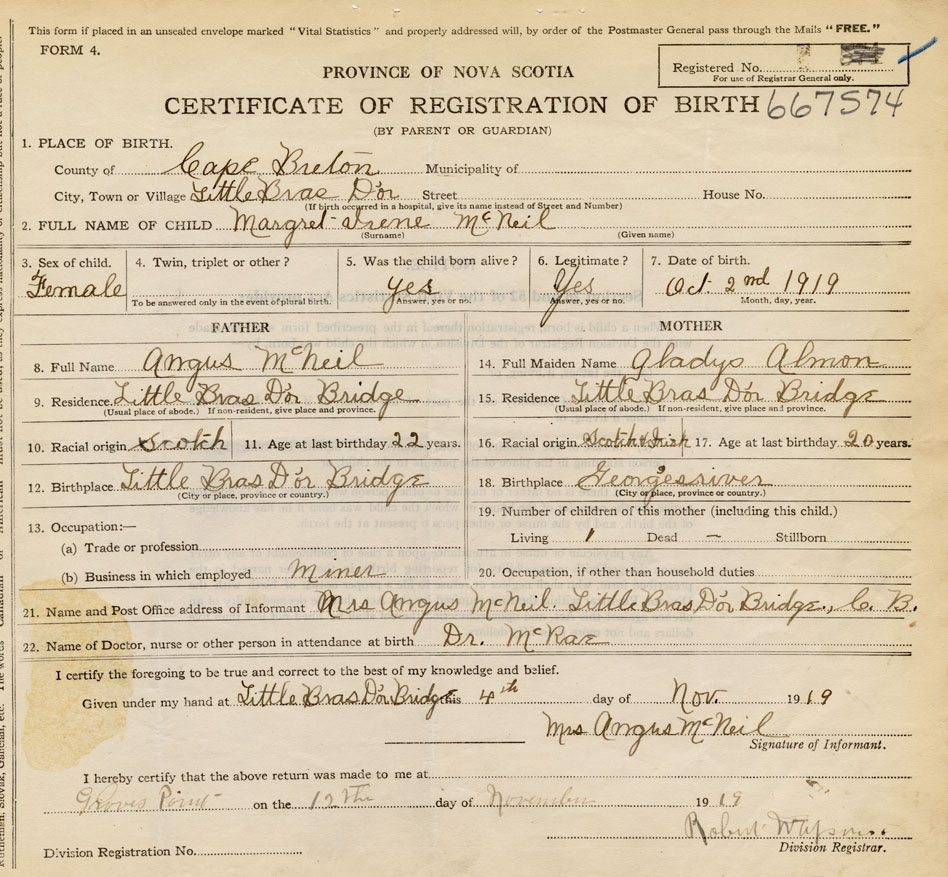 This form if placed in an unsealed envelope marked "Vital Statistics" and properly addressed will, by order of the Postmaster General pass through the Mails "FREE."
FORM 4.
Registered No.
For use of Registrar General only.
PROVINCE OF NOVA SCOTIA
CERTIFICATE OF REGISTRATION OF BIRTH 667574
(BY PARENT OR GUARDIAN)
1. PLACE OF BIRTH.
County of Cape Breton Municipality of
City, Town or Village Little Bras D'or Street House No.
(If birth occurred in a hospital, give its name instead of Street and Number)
2. FULL NAME OF CHILD Margret Irene McNeil
(Surname) (Given name)
3. Sex of child. 4. Twin, triplet or other? 5. Was the child born alive? 6. Legitimate? 7. Date of birth.
Female Yes Yes Oct. 2nd 1919
To be answered only in the event of plural birth. Answer, yes or no. Answer, yes or no. Month, day, year.
FATHER MOTHER
8. Full Name Angus McNeil 14. Full Maiden Name Gladys Almon
9. Residence. Little Bras D'or Bridge 15. Residence Little Bras D'or Bridge
(Usual place of abode.) If non-resident, give place and province. (Usual place of abode.) If non-resident, give place and province.
10. Racial origin Scotch 11. Age at last birthday 22 years. 16. Racial origin Scotch & Irish 17. Age at last birthday 20 years.
12. Birthplace Little Bras D'or Bridge 18. Birthplace Georgesriver
(City or place, province or country.) (City or place, province or country.)
19. Number of children of this mother (including this child.)
13. Occupation:—
Living 1 Dead – Stillborn
(a) Trade or profession
(b) Business in which employed Miner 20. Occupation, if other than household duties
21. Name and Post Office address of Informant Mrs Angus McNeil. Little Bras D'or Bridge., C. B.
22. Name of Doctor, nurse or other person in attendance at birth Dr. McRae
I certify the foregoing to be true and correct to the best of my knowledge and belief.
Given under my hand at Little Bras D'or Bridge this 4th day of Nov. 1919
Mrs Angus McNeil
Signature of Informant.
I hereby certify that the above return was made to me at
Groves Point on the 12th day of November 1919
Robert
Division Registrar.
Division Registration No.